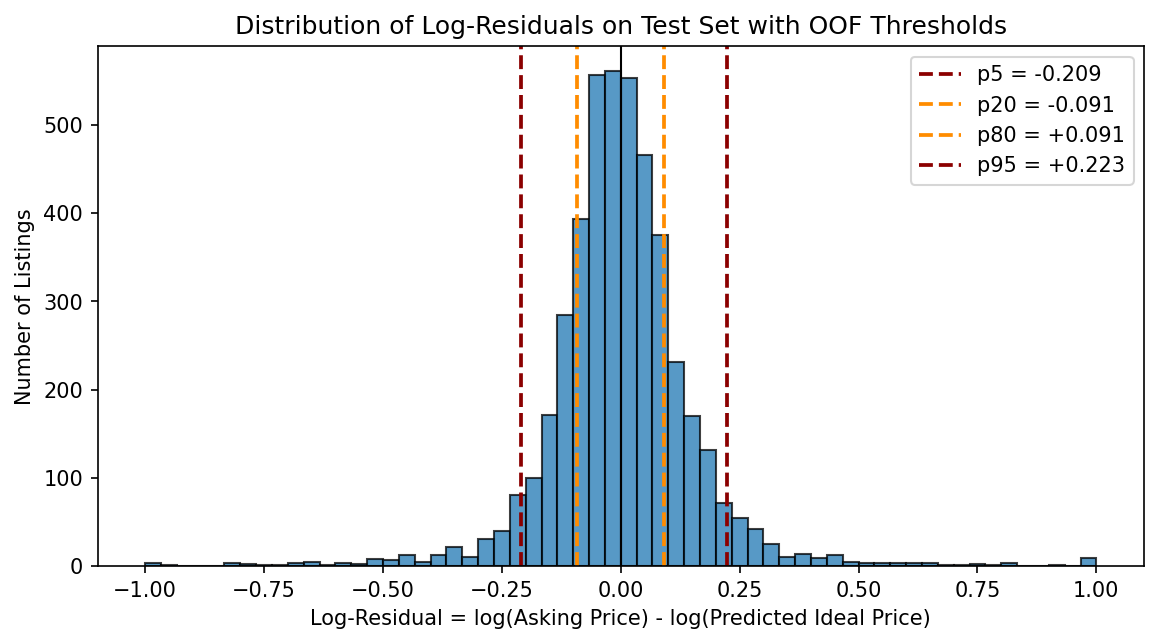 Distribution of Log-Residuals on Test Set with OOF Thresholds
p5 = -0.209
p20 = -0.091
p80 = +0.091
p95 = +0.223
Number of Listings
500
400
300
200
100
0
−1.00 −0.75 −0.50 −0.25 0.00 0.25 0.50 0.75 1.00
Log-Residual = log(Asking Price) - log(Predicted Ideal Price)